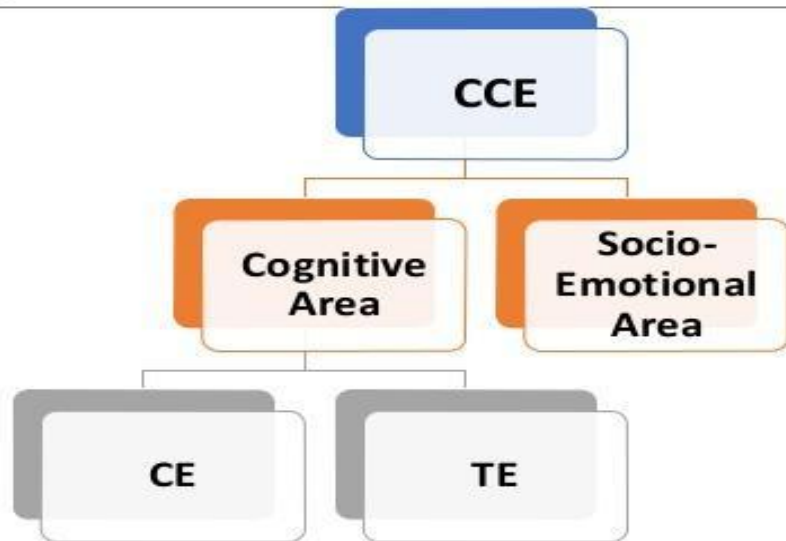 CCE
Cognitive
Area
Socio-
Emotional
Area
CE
TE